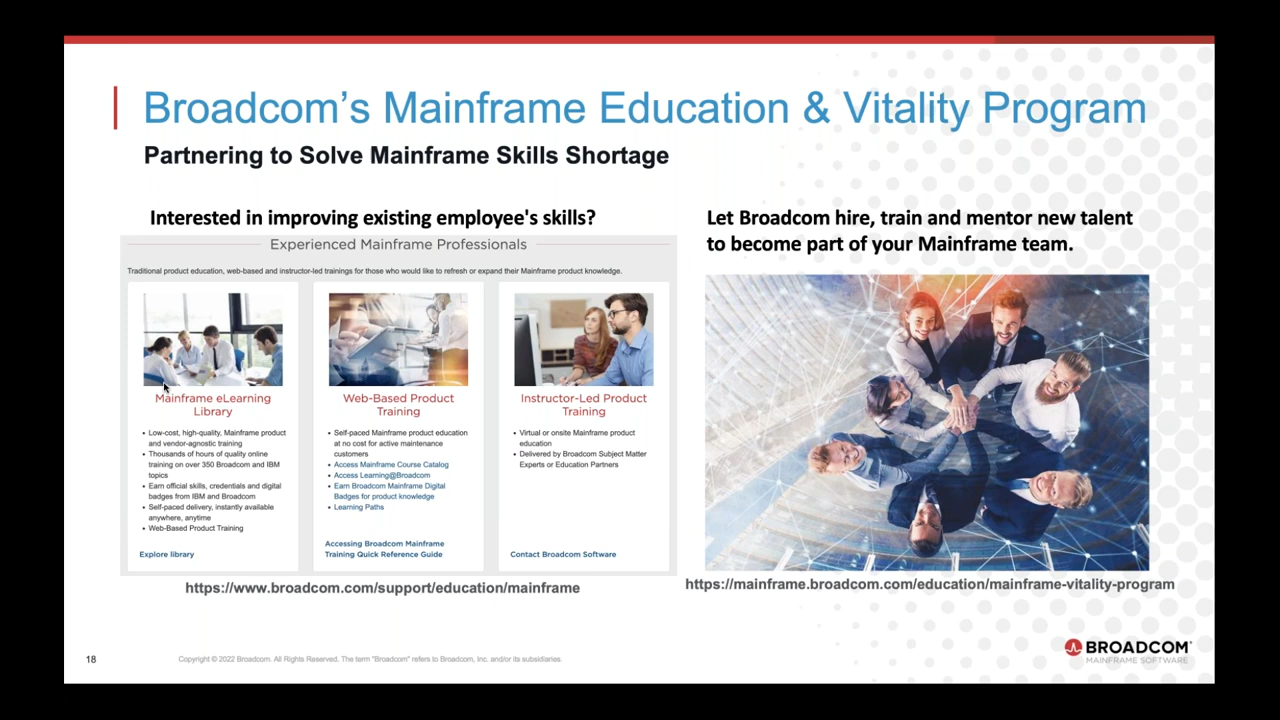 Broadcom’s Mainframe Education & Vitality Program
Partnering to Solve Mainframe Skills Shortage
Interested in improving existing employee's skills?
Experienced Mainframe Professionals
Traditional product education, web-based and instructor-led trainings for those who would like to refresh or expand their Mainframe product knowledge.
Mainframe eLearning
Library
• Low-cost, high-quality, Mainframe product
and vendor-agnostic training
• Thousands of hours of quality online
training on over 350 Broadcom and IBM
topics
• Earn official skills, credentials and digital
badges from IBM and Broadcom
• Self-paced delivery, instantly available
anywhere, anytime
• Web-Based Product Training
Explore library
Web-Based Product
Training
• Self-paced Mainframe product education
at no cost for active maintenance
customers
• Access Mainframe Course Catalog
• Access Learning@Broadcom
• Earn Broadcom Mainframe Digital
Badges for product knowledge
• Learning Paths
Accessing Broadcom Mainframe
Training Quick Reference Guide
Instructor-Led Product
Training
• Virtual or onsite Mainframe product
education
• Delivered by Broadcom Subject Matter
Experts or Education Partners
Contact Broadcom Software
https://www.broadcom.com/support/education/mainframe
Let Broadcom hire, train and mentor new talent
to become part of your Mainframe team.
https://mainframe.broadcom.com/education/mainframe-vitality-program
18
Copyright © 2022 Broadcom. All Rights Reserved. The term "Broadcom" refers to Broadcom, Inc. and/or its subsidiaries.
BROADCOM®
MAINFRAME SOFTWARE